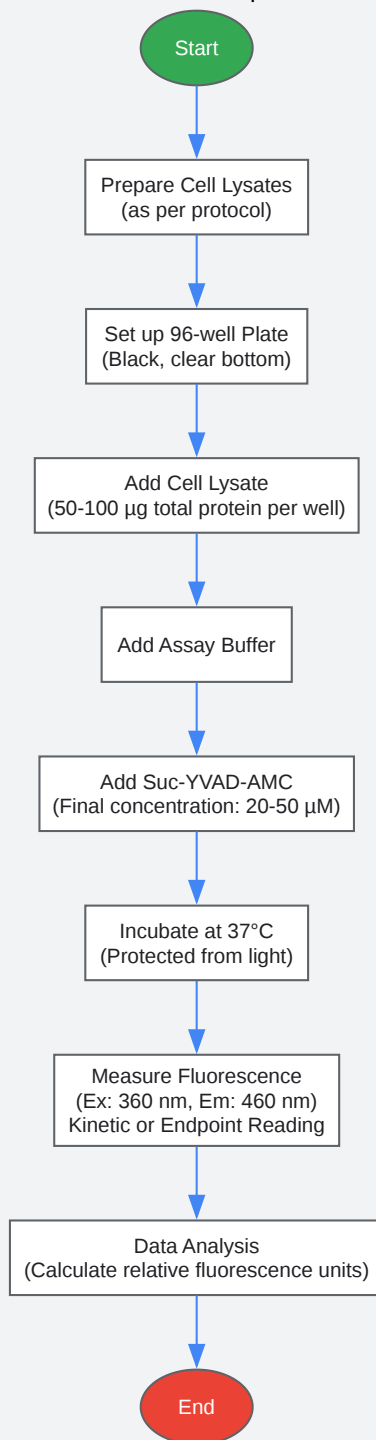 Start
Prepare Cell Lysates
(as per protocol)
Set up 96-well Plate
(Black, clear bottom)
Add Cell Lysate
(50-100 µg total protein per well)
Add Assay Buffer
Add Suc-YVAD-AMC
(Final concentration: 20-50 µM)
Incubate at 37°C
(Protected from light)
Measure Fluorescence
(Ex: 360 nm, Em: 460 nm)
Kinetic or Endpoint Reading
Data Analysis
(Calculate relative fluorescence units)
End